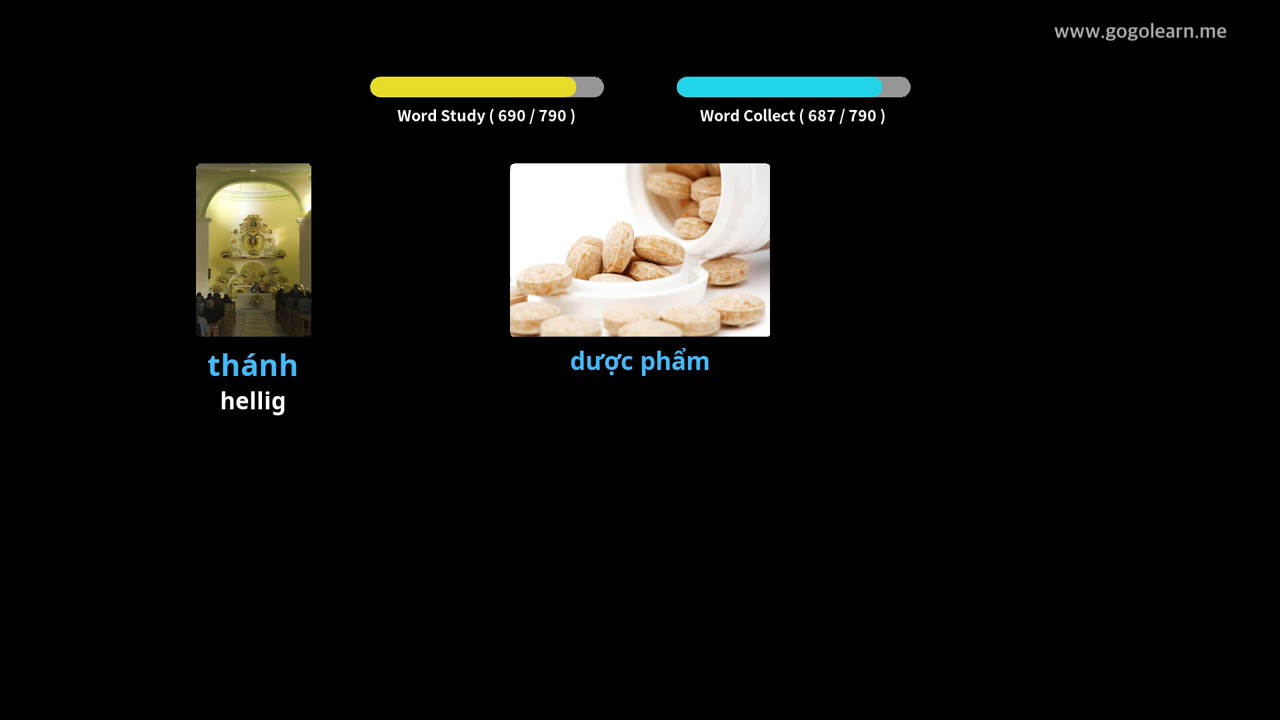 www.gogolearn.me
Word Study ( 690 / 790 )
Word Collect ( 687 / 790 )
thánh
hellig
dược phẩm